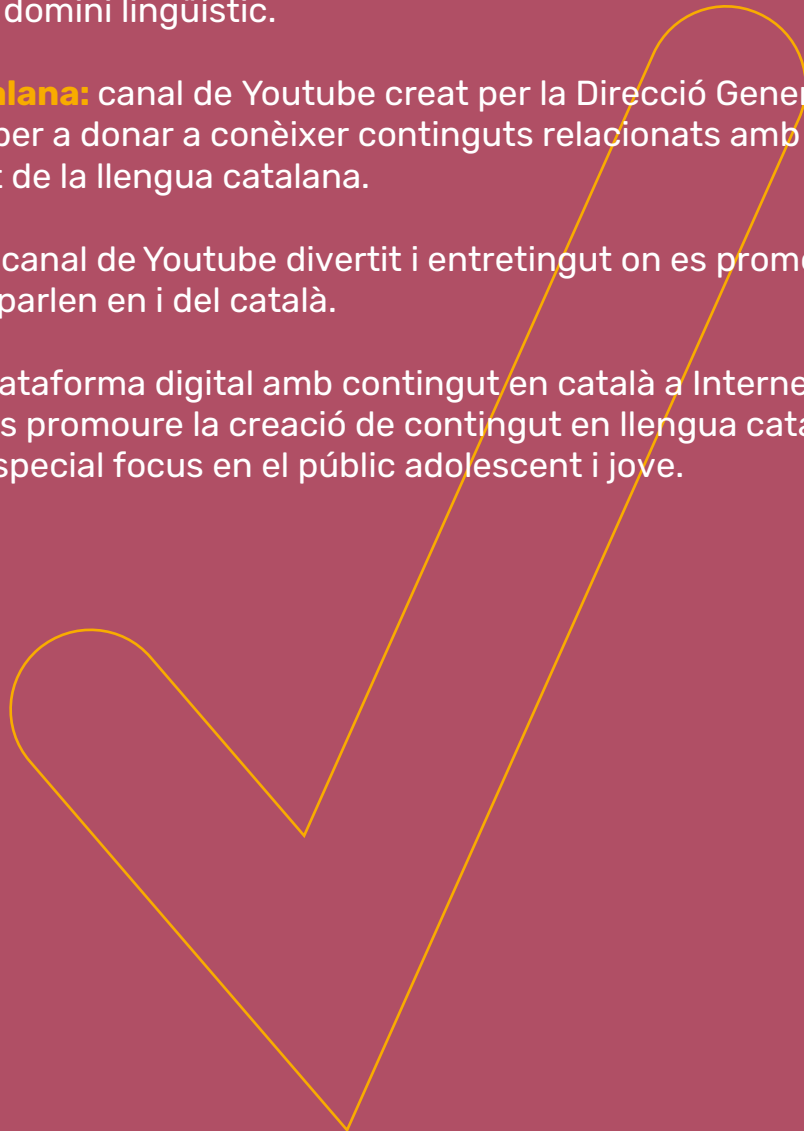 domini lingüístic.
alana: canal de Youtube creat per la Direcció Gener
per a donar a conèixer continguts relacionats amb
t de la llengua catalana.
canal de Youtube divertit i entretingut on es prom
parlen en i del català.
ataforma digital amb contingut en català a Interne
s promoure la creació de contingut en llengua cata
special focus en el públic adolescent i jove.